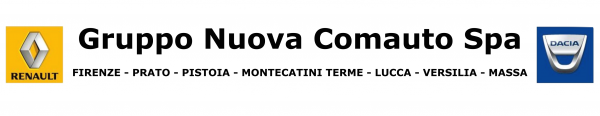 Gruppo Nuova Comauto Spa
RENAULT
DACIA
FIRENZE - PRATO - PISTOIA - MONTECATINI TERME - LUCCA - VERSILIA - MASSA